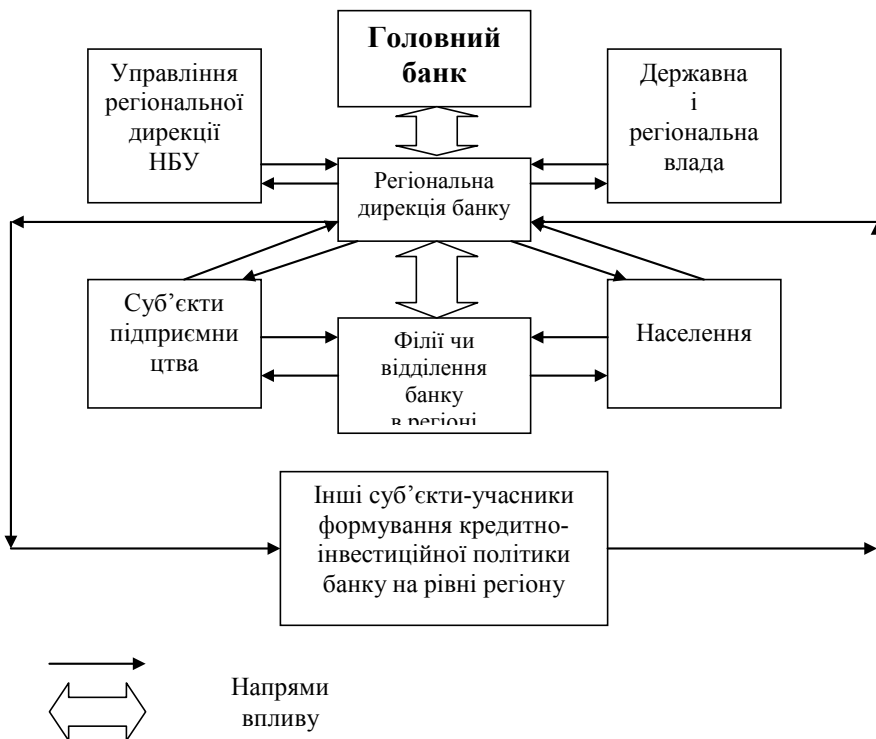 Головний
банк
Управління
регіональної
дирекції
НБУ
Державна
і
регіональна
влада
Регіональна
дирекція банку
Суб’єкти
підприємни
цтва
Філії чи
відділення
банку
в регіоні
Населення
Інші суб’єкти-учасники
формування кредитно-
інвестиційної політики
банку на рівні регіону
Напрями
впливу